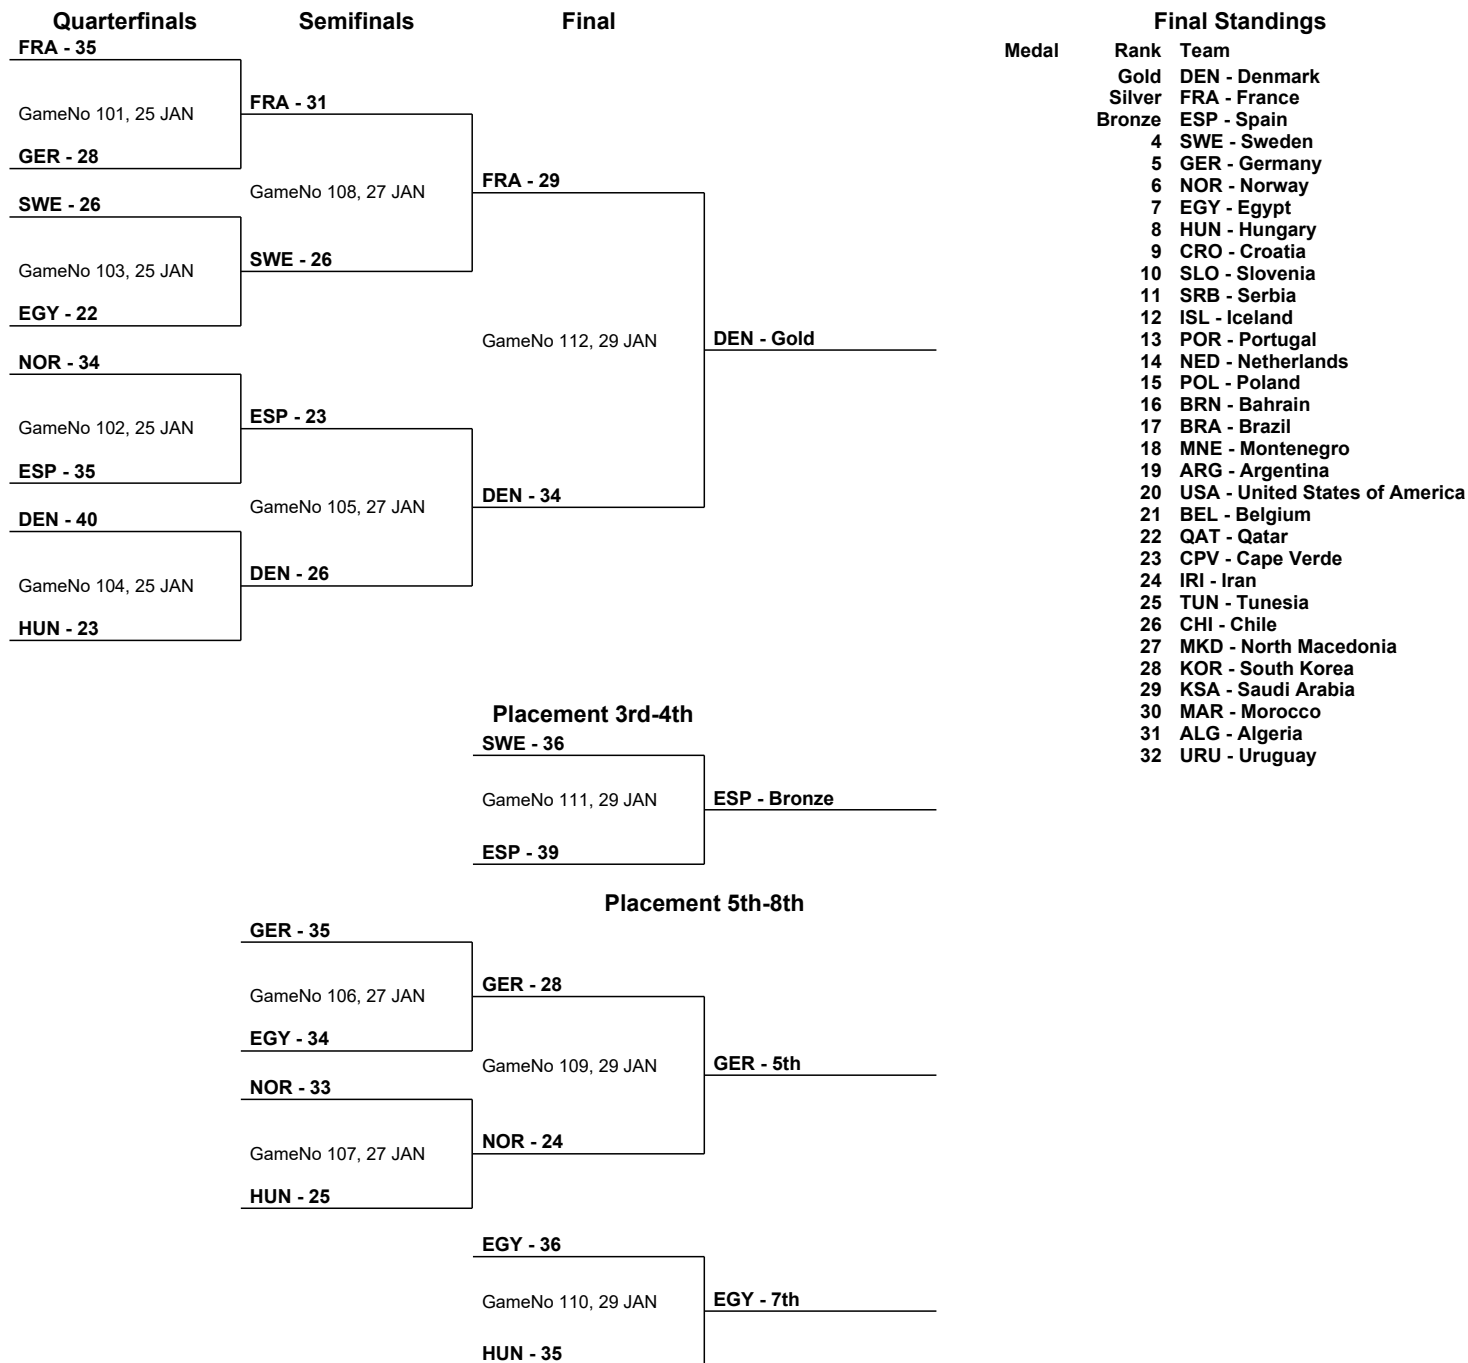 Quarterfinals Semifinals Final
FRA - 35
GameNo 101, 25 JAN
GER - 28
SWE - 26
GameNo 103, 25 JAN
EGY - 22
NOR - 34
GameNo 102, 25 JAN
ESP - 35
DEN - 40
GameNo 104, 25 JAN
HUN - 23
FRA - 31
GameNo 108, 27 JAN
SWE - 26
ESP - 23
GameNo 105, 27 JAN
DEN - 26
FRA - 29
GameNo 112, 29 JAN
DEN - 34
DEN - Gold
Placement 3rd-4th
SWE - 36
GameNo 111, 29 JAN
ESP - 39
ESP - Bronze
Placement 5th-8th
GER - 35
GameNo 106, 27 JAN
EGY - 34
NOR - 33
GameNo 107, 27 JAN
HUN - 25
GER - 28
GameNo 109, 29 JAN
NOR - 24
GER - 5th
EGY - 36
GameNo 110, 29 JAN
HUN - 35
EGY - 7th
Final Standings
Medal Rank Team
Gold DEN - Denmark
Silver FRA - France
Bronze ESP - Spain
4 SWE - Sweden
5 GER - Germany
6 NOR - Norway
7 EGY - Egypt
8 HUN - Hungary
9 CRO - Croatia
10 SLO - Slovenia
11 SRB - Serbia
12 ISL - Iceland
13 POR - Portugal
14 NED - Netherlands
15 POL - Poland
16 BRN - Bahrain
17 BRA - Brazil
18 MNE - Montenegro
19 ARG - Argentina
20 USA - United States of America
21 BEL - Belgium
22 QAT - Qatar
23 CPV - Cape Verde
24 IRI - Iran
25 TUN - Tunesia
26 CHI - Chile
27 MKD - North Macedonia
28 KOR - South Korea
29 KSA - Saudi Arabia
30 MAR - Morocco
31 ALG - Algeria
32 URU - Uruguay